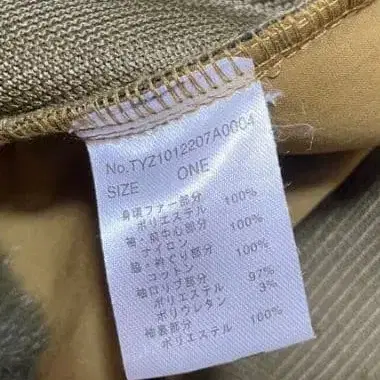 No.TYZ1012207A0004
SIZE ONE
身頃ファー部分
ポリエステル 100%
袖・前中心部分
ナイロン 100%
脇・衿ぐり部分
コットン 100%
袖口リブ部分
ポリエステル 97%
ポリウレタン 3%
袖裏部分
ポリエステル 100%